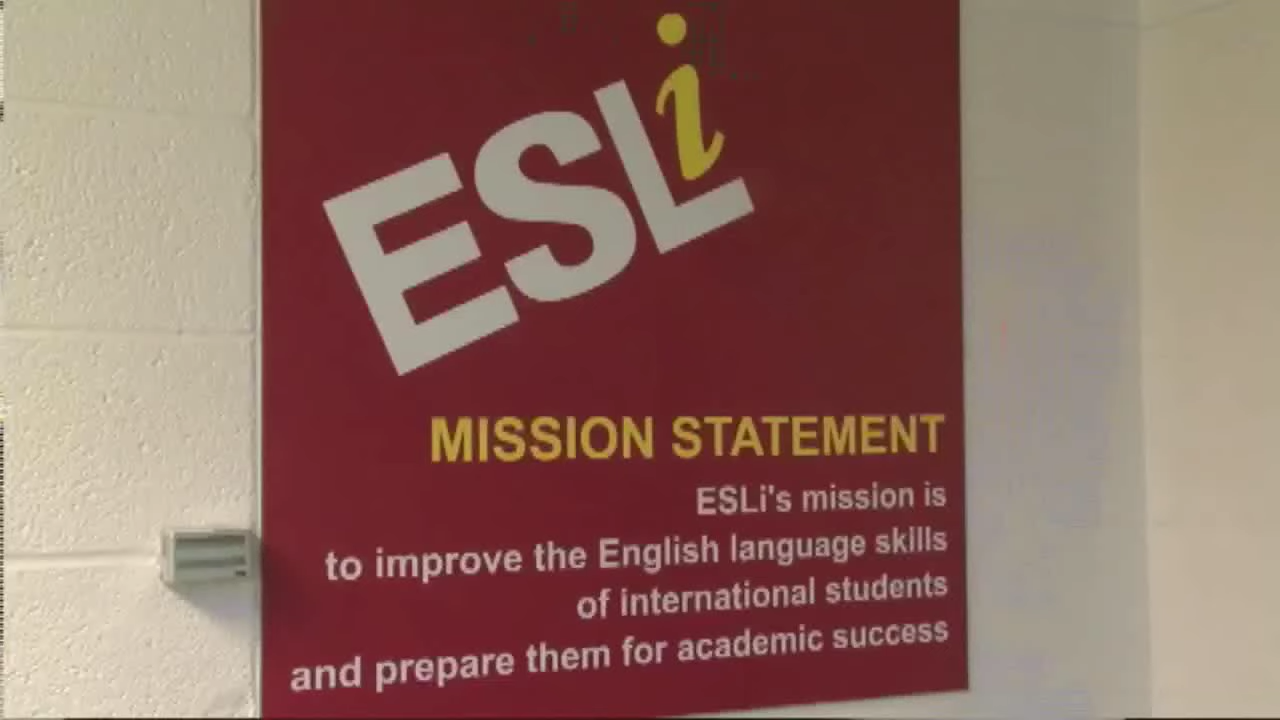 ESLi
MISSION STATEMENT
ESLi's mission is
to improve the English language skills
of international students
and prepare them for academic success